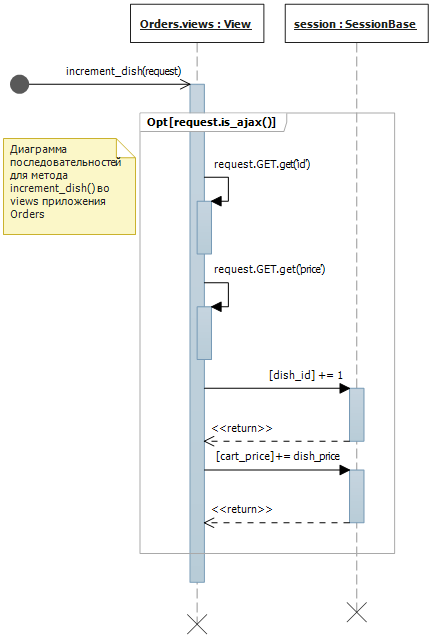 Orders.views : View
session : SessionBase
increment_dish(request)
Opt[request.is_ajax()]
Диаграмма
последовательностей
для метода
increment_dish() во
views приложения
Orders
request.GET.get('id')
request.GET.get('price')
[dish_id] += 1
<<return>>
[cart_price]+= dish_price
<<return>>